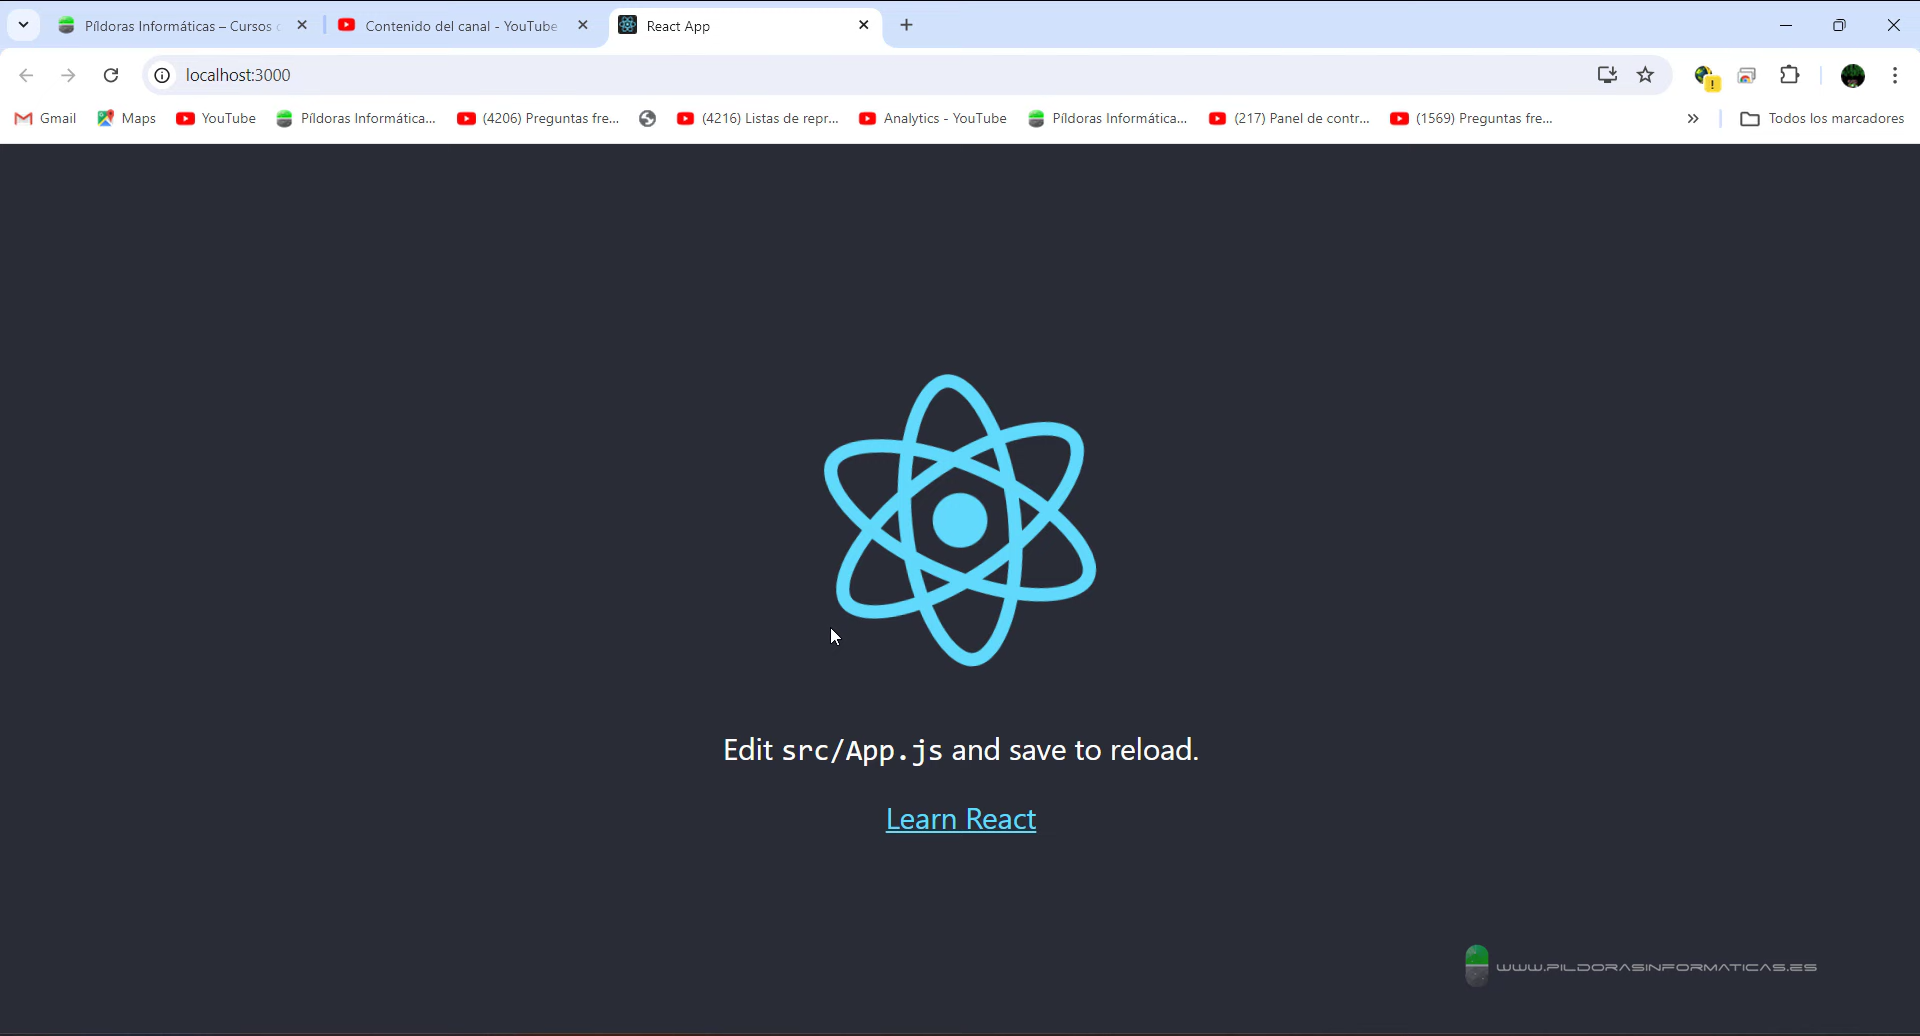 Píldoras Informáticas – Cursos
Contenido del canal - YouTube
React App
localhost:3000
Gmail
Maps
YouTube
Píldoras Informática...
(4206) Preguntas fre...
(4216) Listas de repr...
Analytics - YouTube
Píldoras Informática...
(217) Panel de contr...
(1569) Preguntas fre...
Todos los marcadores
Edit src/App.js and save to reload.
Learn React
WWW.PILDORASINFORMATICAS.ES